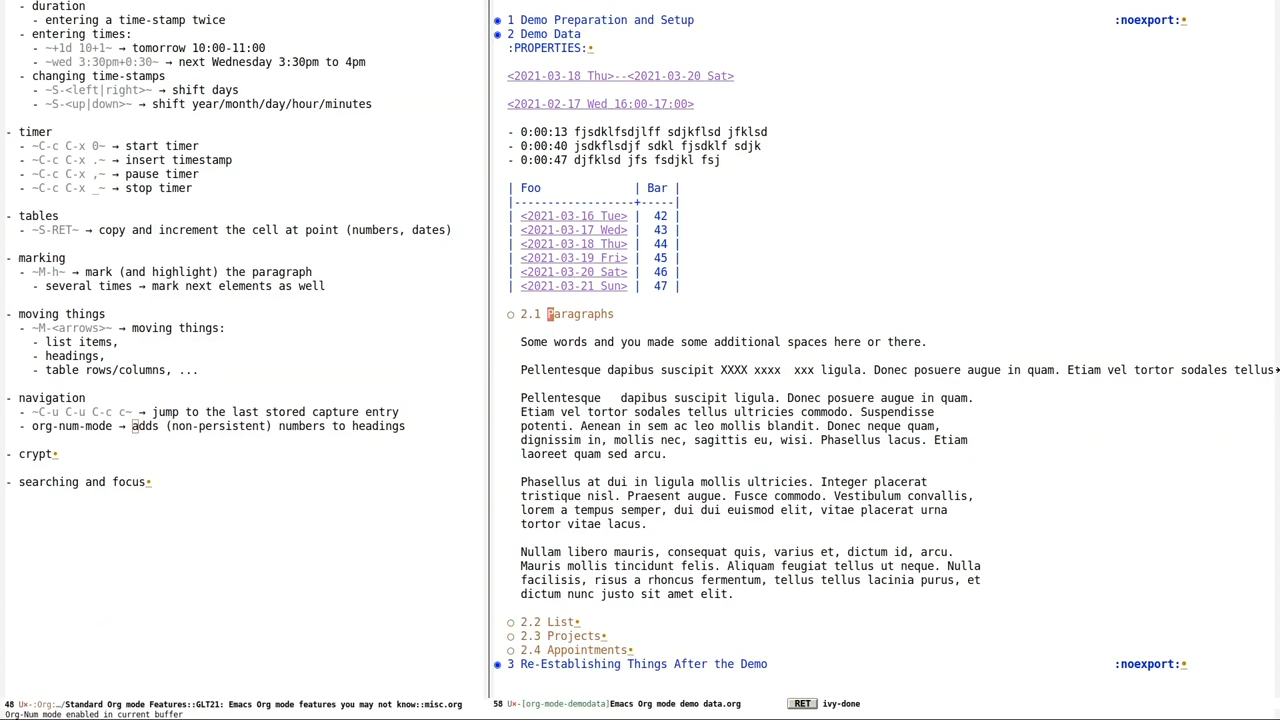 - duration
- entering a time-stamp twice
- entering times:
- ~+1d 10+1~ → tomorrow 10:00-11:00
- ~wed 3:30pm+0:30~ → next Wednesday 3:30pm to 4pm
- changing time-stamps
- ~S-<left|right>~ → shift days
- ~S-<up|down>~ → shift year/month/day/hour/minutes
- timer
- ~C-c C-x 0~ → start timer
- ~C-c C-x .~ → insert timestamp
- ~C-c C-x ,~ → pause timer
- ~C-c C-x _~ → stop timer
- tables
- ~S-RET~ → copy and increment the cell at point (numbers, dates)
- marking
- ~M-h~ → mark (and highlight) the paragraph
- several times → mark next elements as well
- moving things
- ~M-<arrows>~ → moving things:
- list items,
- headings,
- table rows/columns, ...
- navigation
- ~C-u C-u C-c c~ → jump to the last stored capture entry
- org-num-mode → adds (non-persistent) numbers to headings
- crypt•
- searching and focus•
48 U×-:Org:…/Standard Org mode Features::GLT21: Emacs Org mode features you may not know::misc.org
Org-Num mode enabled in current buffer
◉ 1 Demo Preparation and Setup :noexport:•
◉ 2 Demo Data
:PROPERTIES:•
<2021-03-18 Thu>--<2021-03-20 Sat>
<2021-02-17 Wed 16:00-17:00>
- 0:00:13 fjsdklfsdjlff sdjkflsd jfklsd
- 0:00:40 jsdkflsdjf sdkl fjsdklf sdjk
- 0:00:47 djfklsd jfs fsdjkl fsj
| Foo | Bar |
|------------------+-----|
| <2021-03-16 Tue> | 42 |
| <2021-03-17 Wed> | 43 |
| <2021-03-18 Thu> | 44 |
| <2021-03-19 Fri> | 45 |
| <2021-03-20 Sat> | 46 |
| <2021-03-21 Sun> | 47 |
○ 2.1 Paragraphs
Some words and you made some additional spaces here or there.
Pellentesque dapibus suscipit XXXX xxxx  xxx ligula. Donec posuere augue in quam. Etiam vel tortor sodales tellus→
Pellentesque   dapibus suscipit ligula. Donec posuere augue in quam.
Etiam vel tortor sodales tellus ultricies commodo. Suspendisse
potenti. Aenean in sem ac leo mollis blandit. Donec neque quam,
dignissim in, mollis nec, sagittis eu, wisi. Phasellus lacus. Etiam
laoreet quam sed arcu.
Phasellus at dui in ligula mollis ultricies. Integer placerat
tristique nisl. Praesent augue. Fusce commodo. Vestibulum convallis,
lorem a tempus semper, dui dui euismod elit, vitae placerat urna
tortor vitae lacus.
Nullam libero mauris, consequat quis, varius et, dictum id, arcu.
Mauris mollis tincidunt felis. Aliquam feugiat tellus ut neque. Nulla
facilisis, risus a rhoncus fermentum, tellus tellus lacinia purus, et
dictum nunc justo sit amet elit.
○ 2.2 List•
○ 2.3 Projects•
○ 2.4 Appointments•
◉ 3 Re-Establishing Things After the Demo :noexport:•
58 U×-[org-mode-demodata]Emacs Org mode demo data.org RET ivy-done